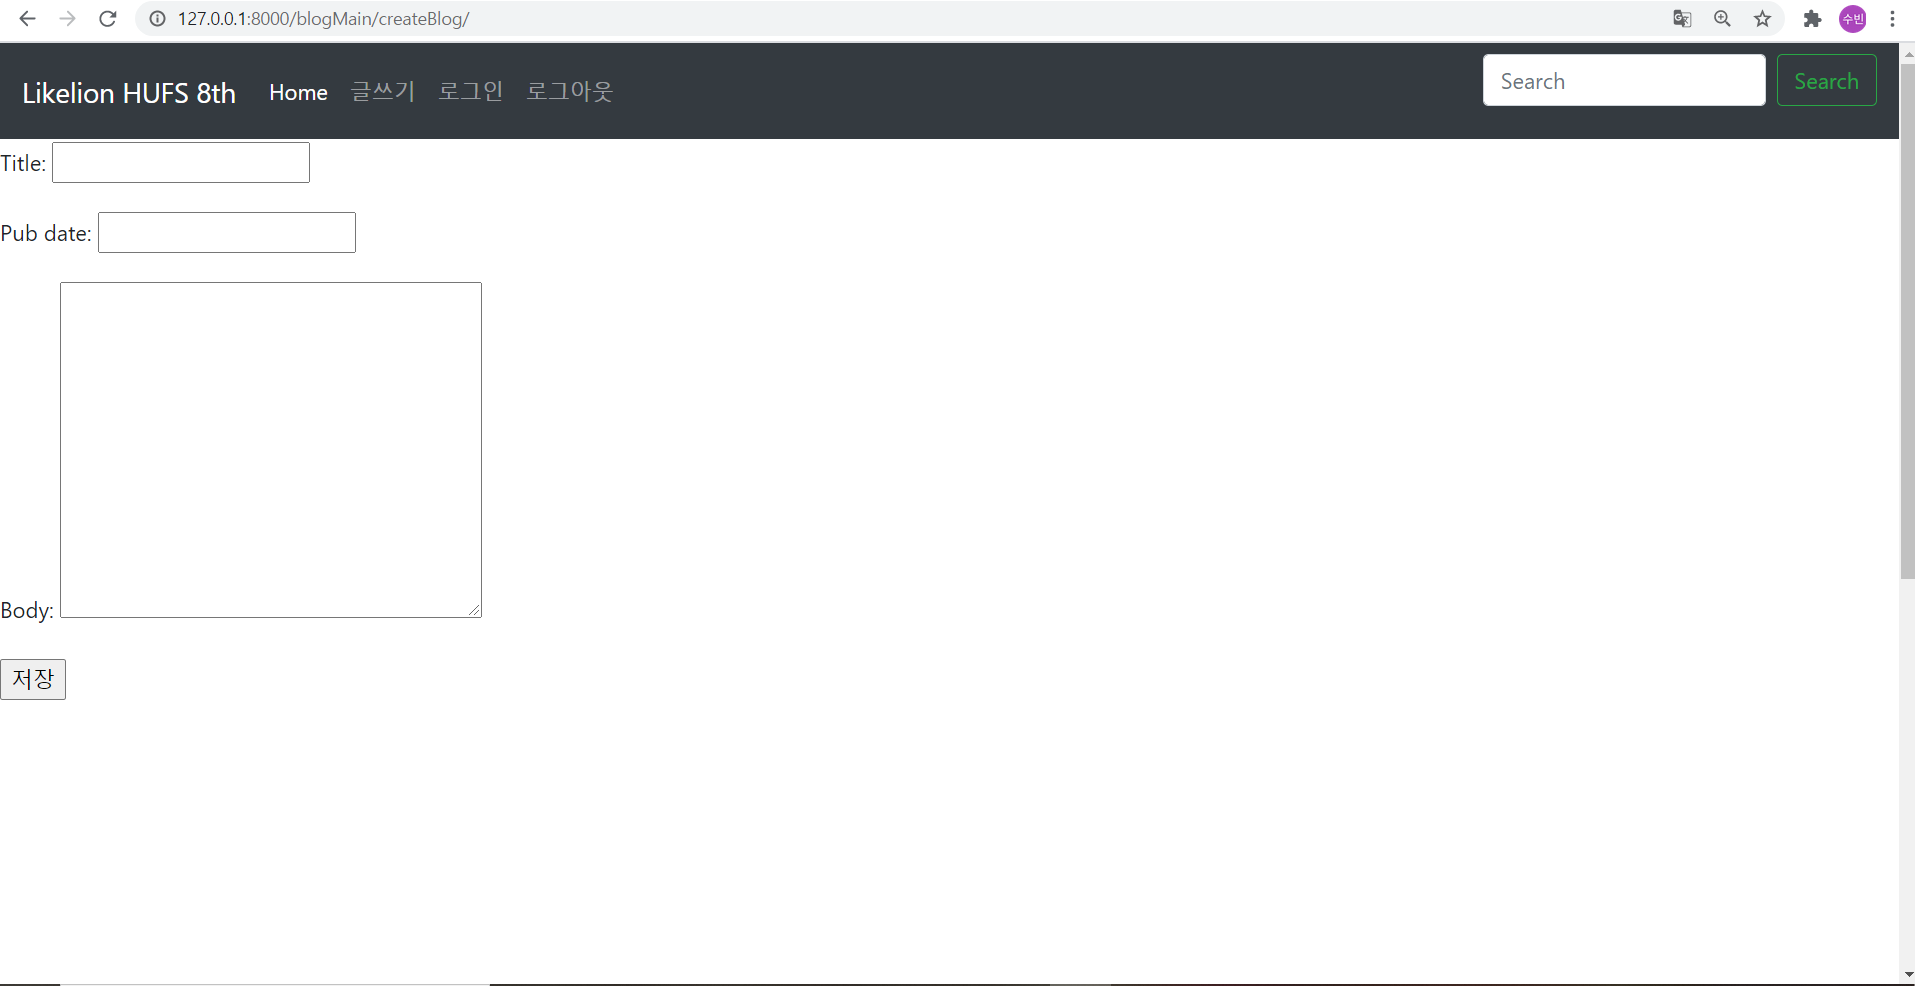 127.0.0.1:8000/blogMain/createBlog/
수빈
Likelion HUFS 8th Home 글쓰기 로그인 로그아웃 Search Search
Title:
Pub date:
Body:
저장